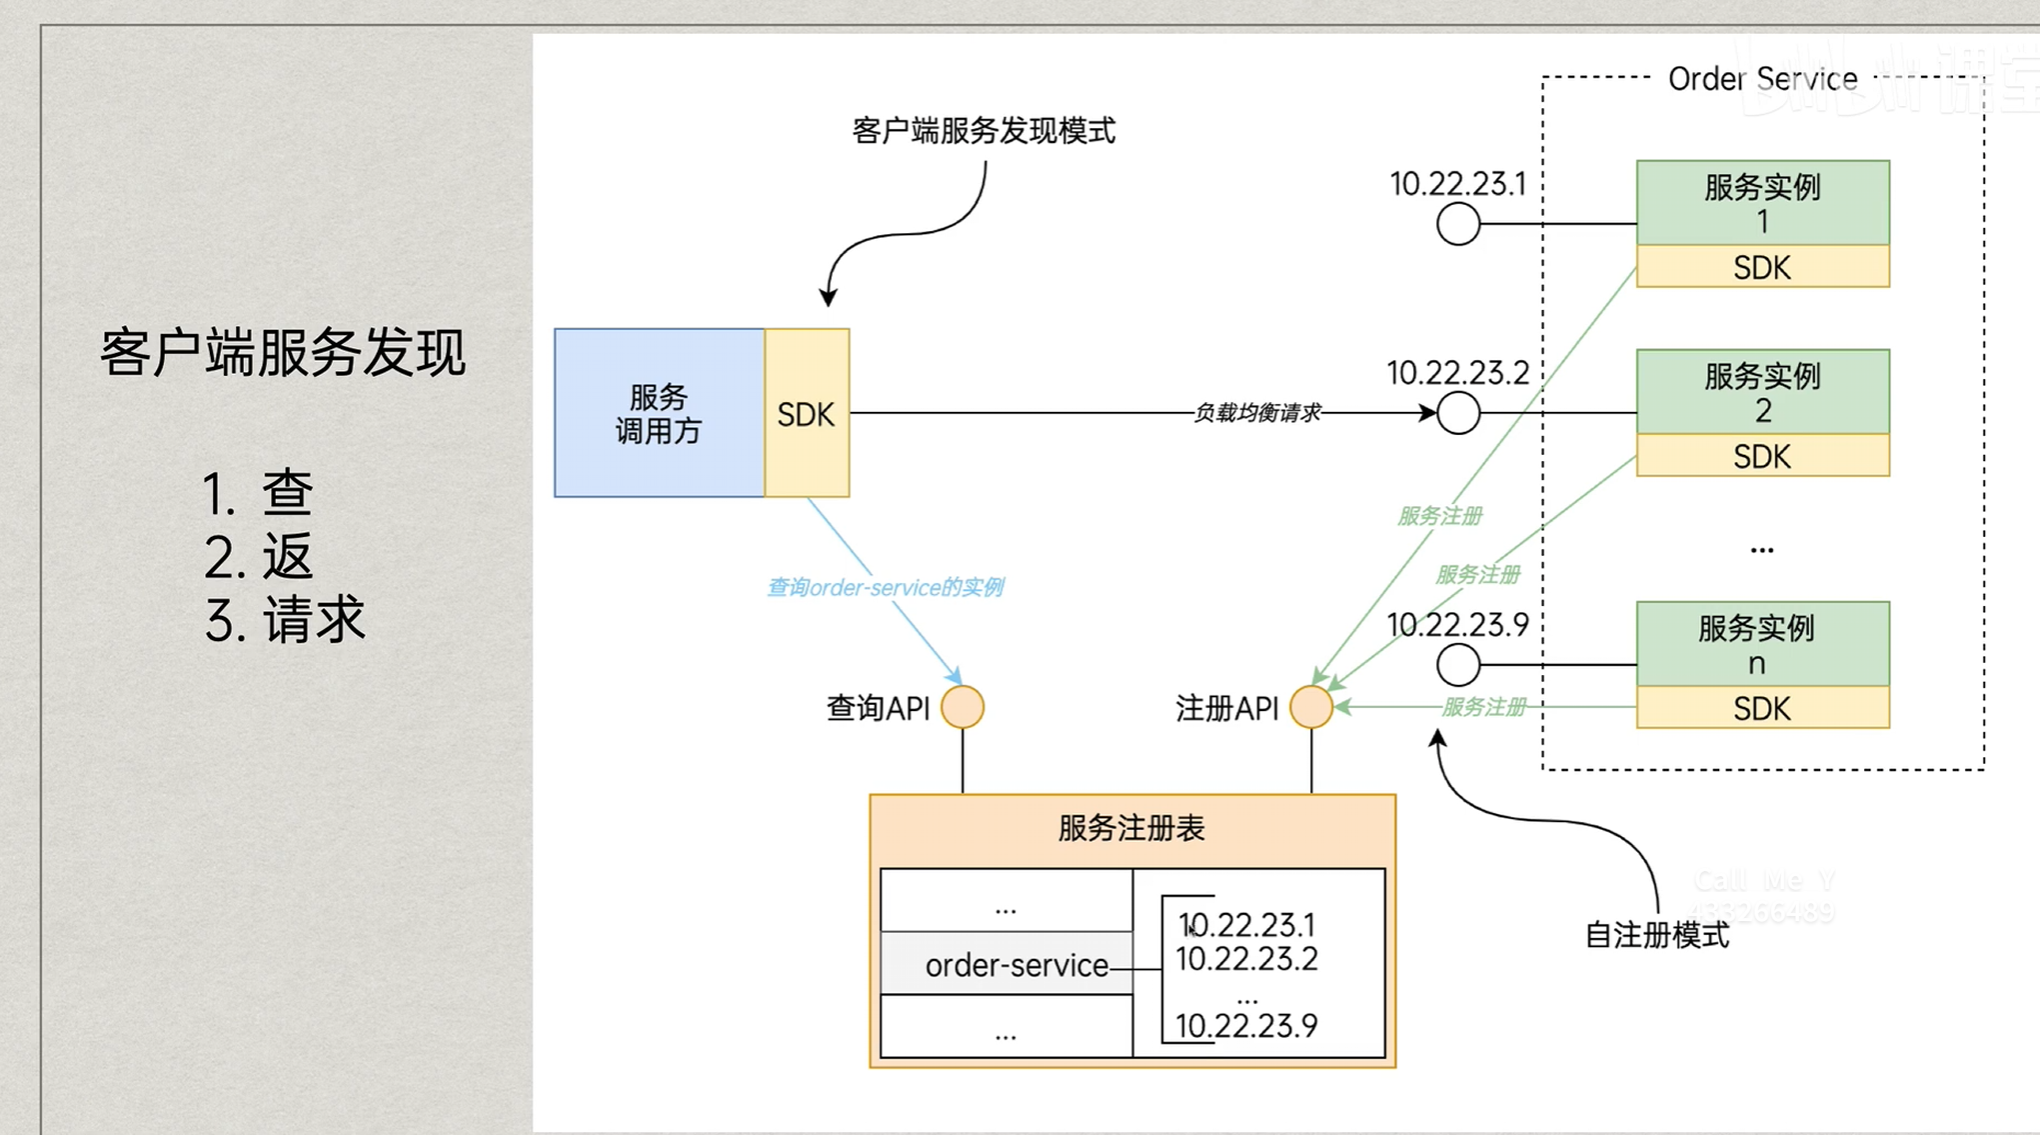 客户端服务发现
1. 查
2. 返
3. 请求
客户端服务发现模式
服务
调用方
SDK
负载均衡请求
查询order-service的实例
查询API
注册API
服务注册
服务注册
服务注册
Order Service
10.22.23.1
服务实例
1
SDK
10.22.23.2
服务实例
2
SDK
...
10.22.23.9
服务实例
n
SDK
服务注册表
...
order-service
...
10.22.23.1
10.22.23.2
...
10.22.23.9
自注册模式
Call Me Y
433266489
bilibili 课堂